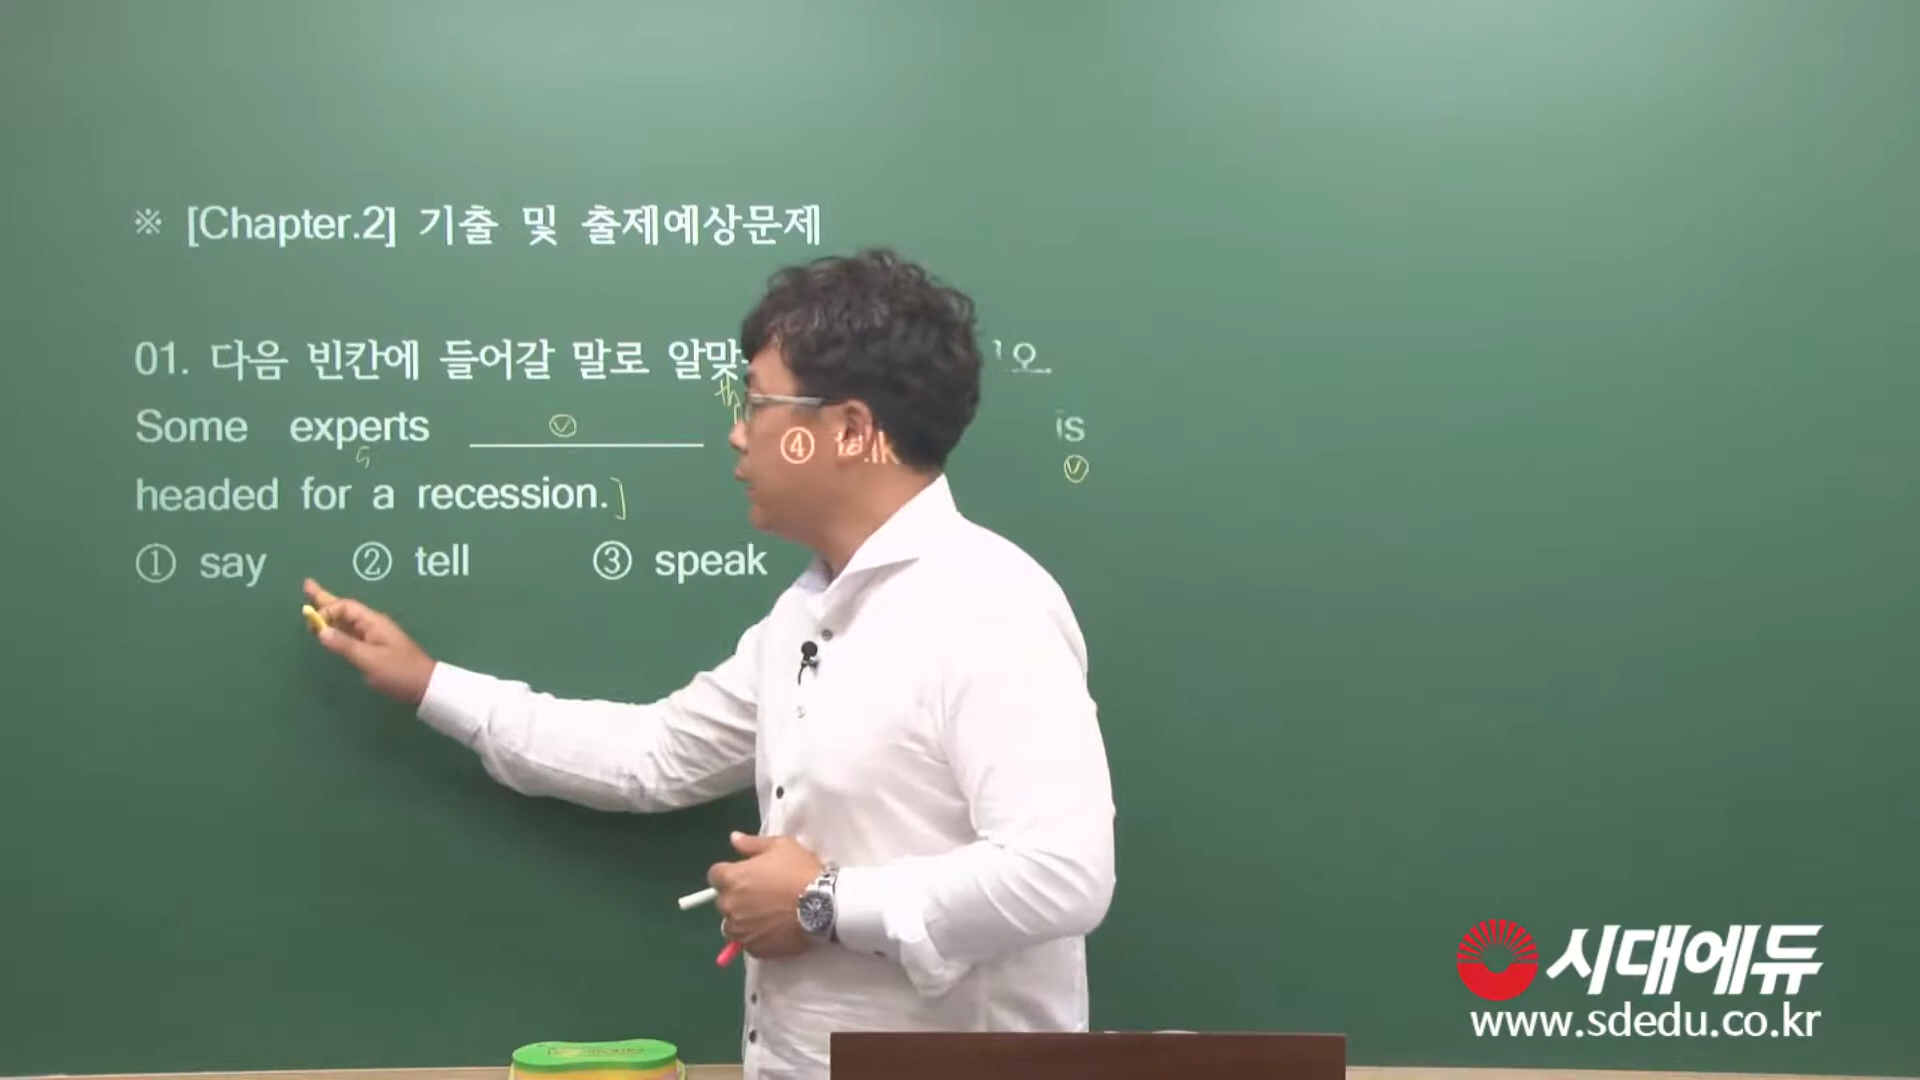 ※ [Chapter.2] 기출 및 출제예상문제
01. 다음 빈칸에 들어갈 말로 알맞
Some experts ________ is
headed for a recession.]
① say ② tell ③ speak ④ talk
시대에듀
www.sdedu.co.kr